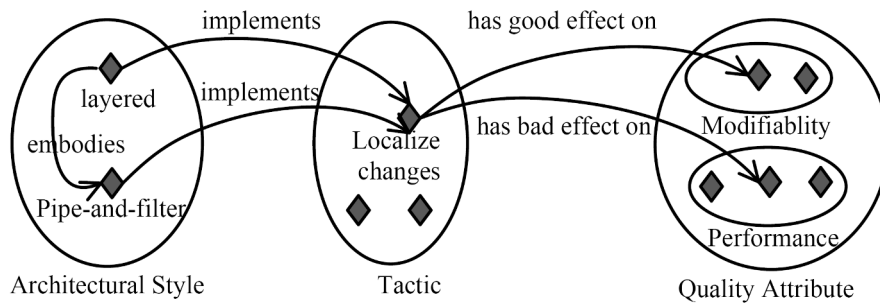 implements
has good effect on
layered
implements
Modifiablity
has bad effect on
embodies
Localize
changes
Pipe-and-filter
Performance
Architectural Style
Tactic
Quality Attribute